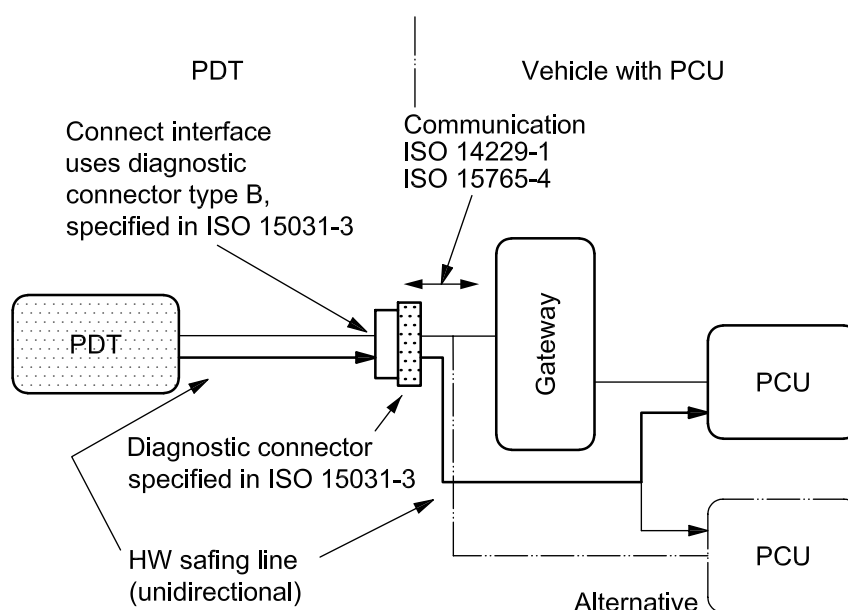 PDT
Vehicle with PCU
Connect interface
uses diagnostic
connector type B,
specified in ISO 15031-3
Communication
ISO 14229-1
ISO 15765-4
PDT
Gateway
PCU
Diagnostic connector
specified in ISO 15031-3
HW safing line
(unidirectional)
PCU
Alternative